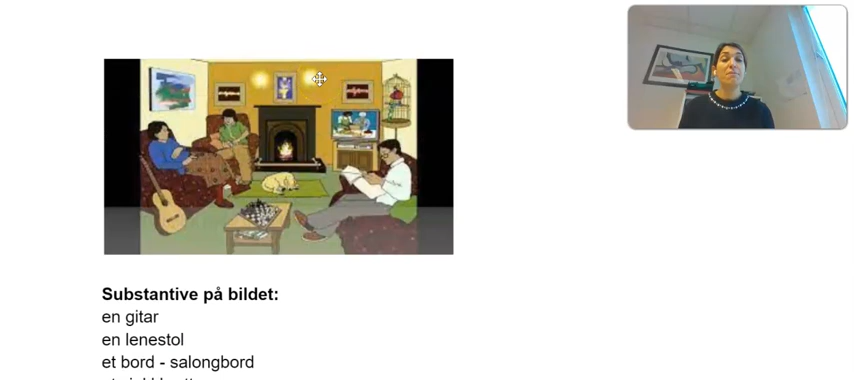 Substantive på bildet:
en gitar
en lenestol
et bord - salongbord